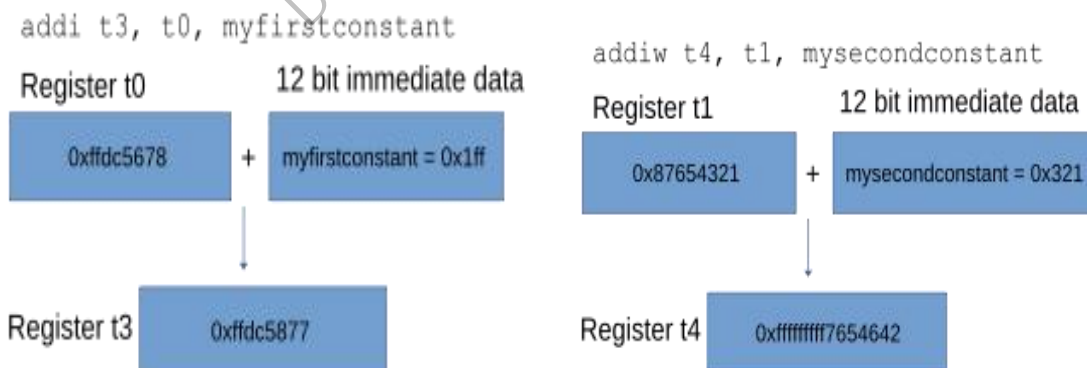 addi t3, t0, myfirstconstant
Register t0
12 bit immediate data
0xffdc5678
+
myfirstconstant = 0x1ff
Register t3
0xffdc5877
addiw t4, t1, mysecondconstant
Register t1
12 bit immediate data
0x87654321
+
mysecondconstant = 0x321
Register t4
0xfffffffff7654642